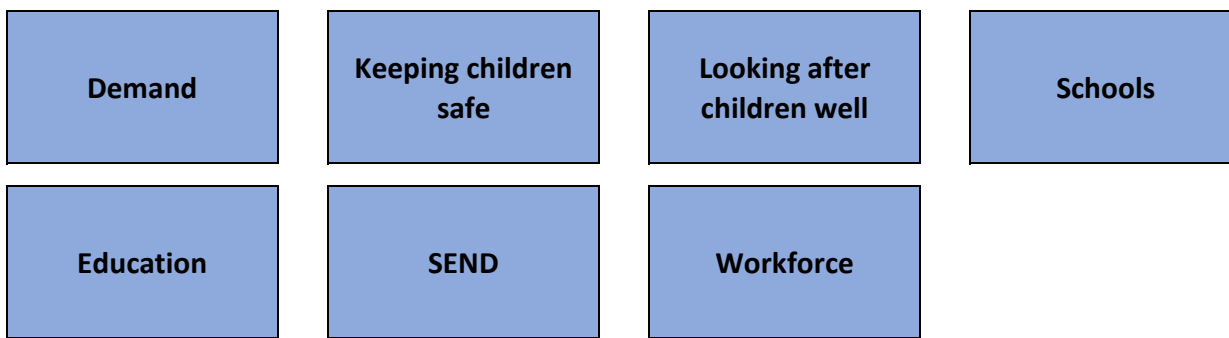 Demand
Keeping children
safe
Looking after
children well
Schools
Education
SEND
Workforce